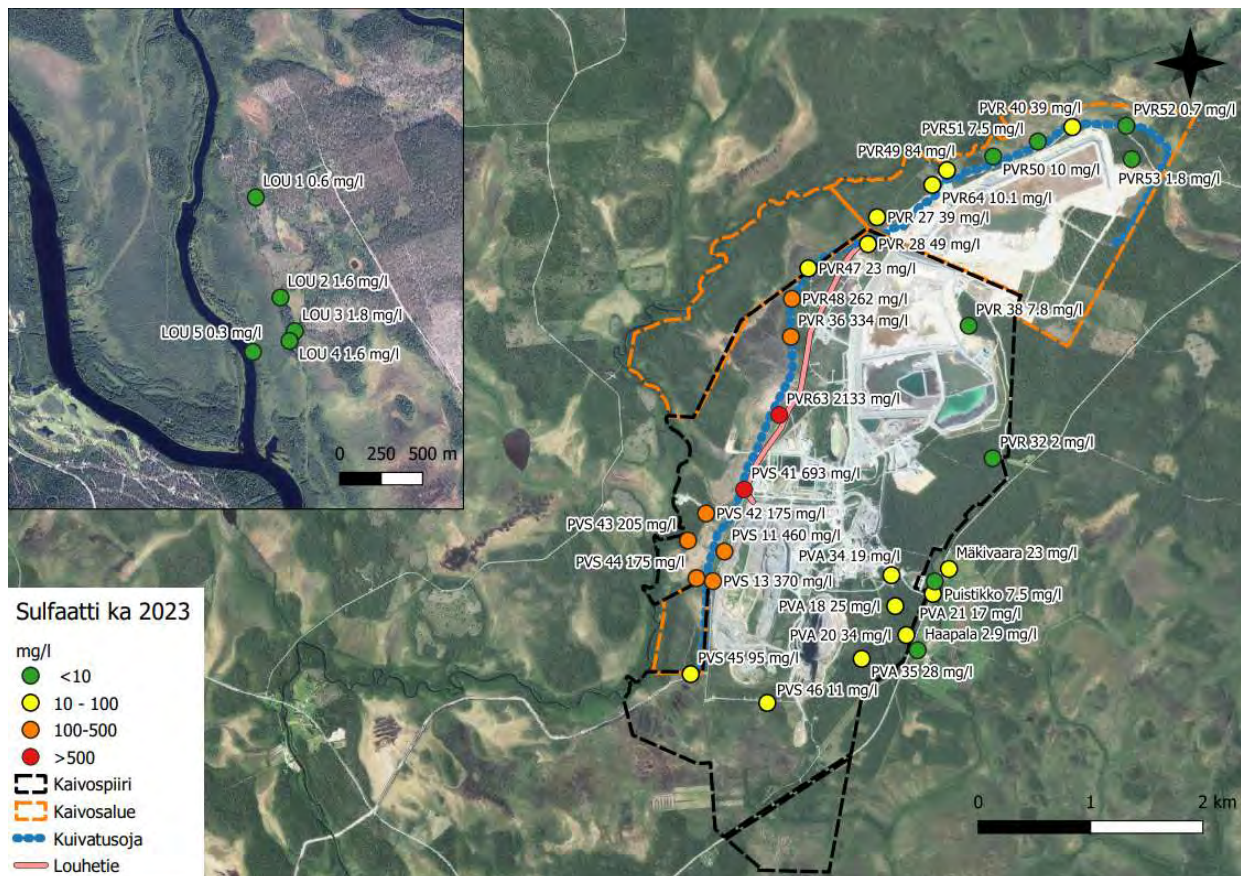 LOU 1 0.6 mg/l
LOU 2 1.6 mg/l
LOU 3 1.8 mg/l
LOU 5 0.3 mg/l
LOU 4 1.6 mg/l
0 250 500 m
PVR 40 39 mg/l
PVR52 0.7 mg/l
PVR51 7.5 mg/l
PVR49 84 mg/l
PVR50 10 mg/l
PVR53 1.8 mg/l
PVR64 10.1 mg/l
PVR 27 39 mg/l
PVR 28 49 mg/l
PVR47 23 mg/l
PVR48 262 mg/l
PVR 38 7.8 mg/l
PVR 36 334 mg/l
PVR63 2133 mg/l
PVR 32 2 mg/l
PVS 41 693 mg/l
PVS 42 175 mg/l
PVS 43 205 mg/l
PVS 11 460 mg/l
PVS 44 175 mg/l
PVA 34 19 mg/l
Mäkivaara 23 mg/l
PVS 13 370 mg/l
Puistikko 7.5 mg/l
PVA 18 25 mg/l
PVA 21 17 mg/l
PVA 20 34 mg/l
Haapala 2.9 mg/l
PVS 45 95 mg/l
PVA 35 28 mg/l
PVS 46 11 mg/l
Sulfaatti ka 2023
mg/l
<10
10 - 100
100-500
>500
Kaivospiiri
Kaivosalue
Kuivatusoja
Louhetie
0 1 2 km